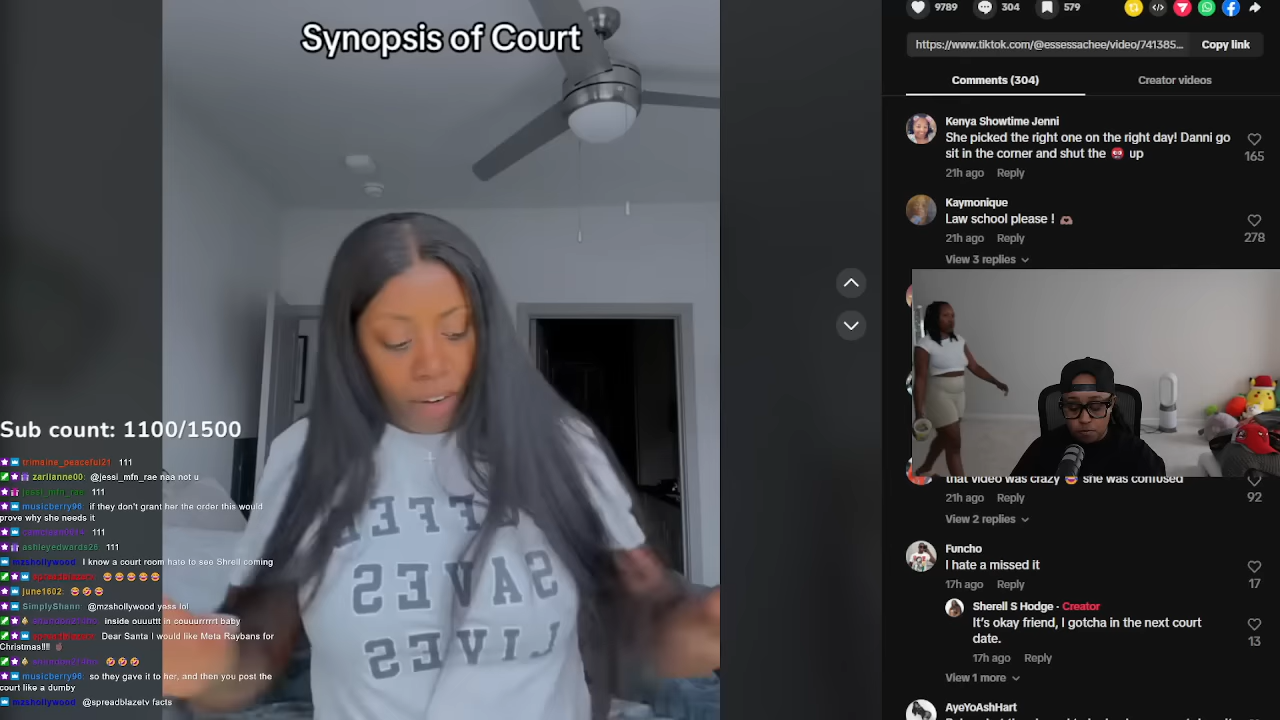 Synopsis of Court
Sub count: 1100/1500
111
zarilanne00: @jessi_mfn_rae naa not u
jessi_mfn_rae 111
musicberry96: if they don't grant her the order this would
prove why she needs it
111
ashleyedwards26 111
mzshollywood: I know a court room hate to see Shrell coming
june1602:
SimplyShann @mzshollywood yess lol
inside ouuuttt in couurrrrt baby
Dear Santa I would like Meta Raybans for
Christmas!!!!
musicberry96: so they gave it to her, and then you post the
court like a dumby
mzshollywood: @spreadblazetv facts
SAVES
LIVES
9789
304
579
https://www.tiktok.com/@essessachee/video/741385...
Copy link
Comments (304)
Creator videos
Kenya Showtime Jenni
She picked the right one on the right day! Danni go
sit in the corner and shut the up
165
21h ago Reply
Kaymonique
Law school please !
278
21h ago Reply
View 3 replies
that video was crazy she was confused
92
21h ago Reply
View 2 replies
Funcho
I hate a missed it
17
17h ago Reply
Sherell S Hodge - Creator
It's okay friend, I gotcha in the next court
date.
13
17h ago Reply
View 1 more
AyeYoAshHart